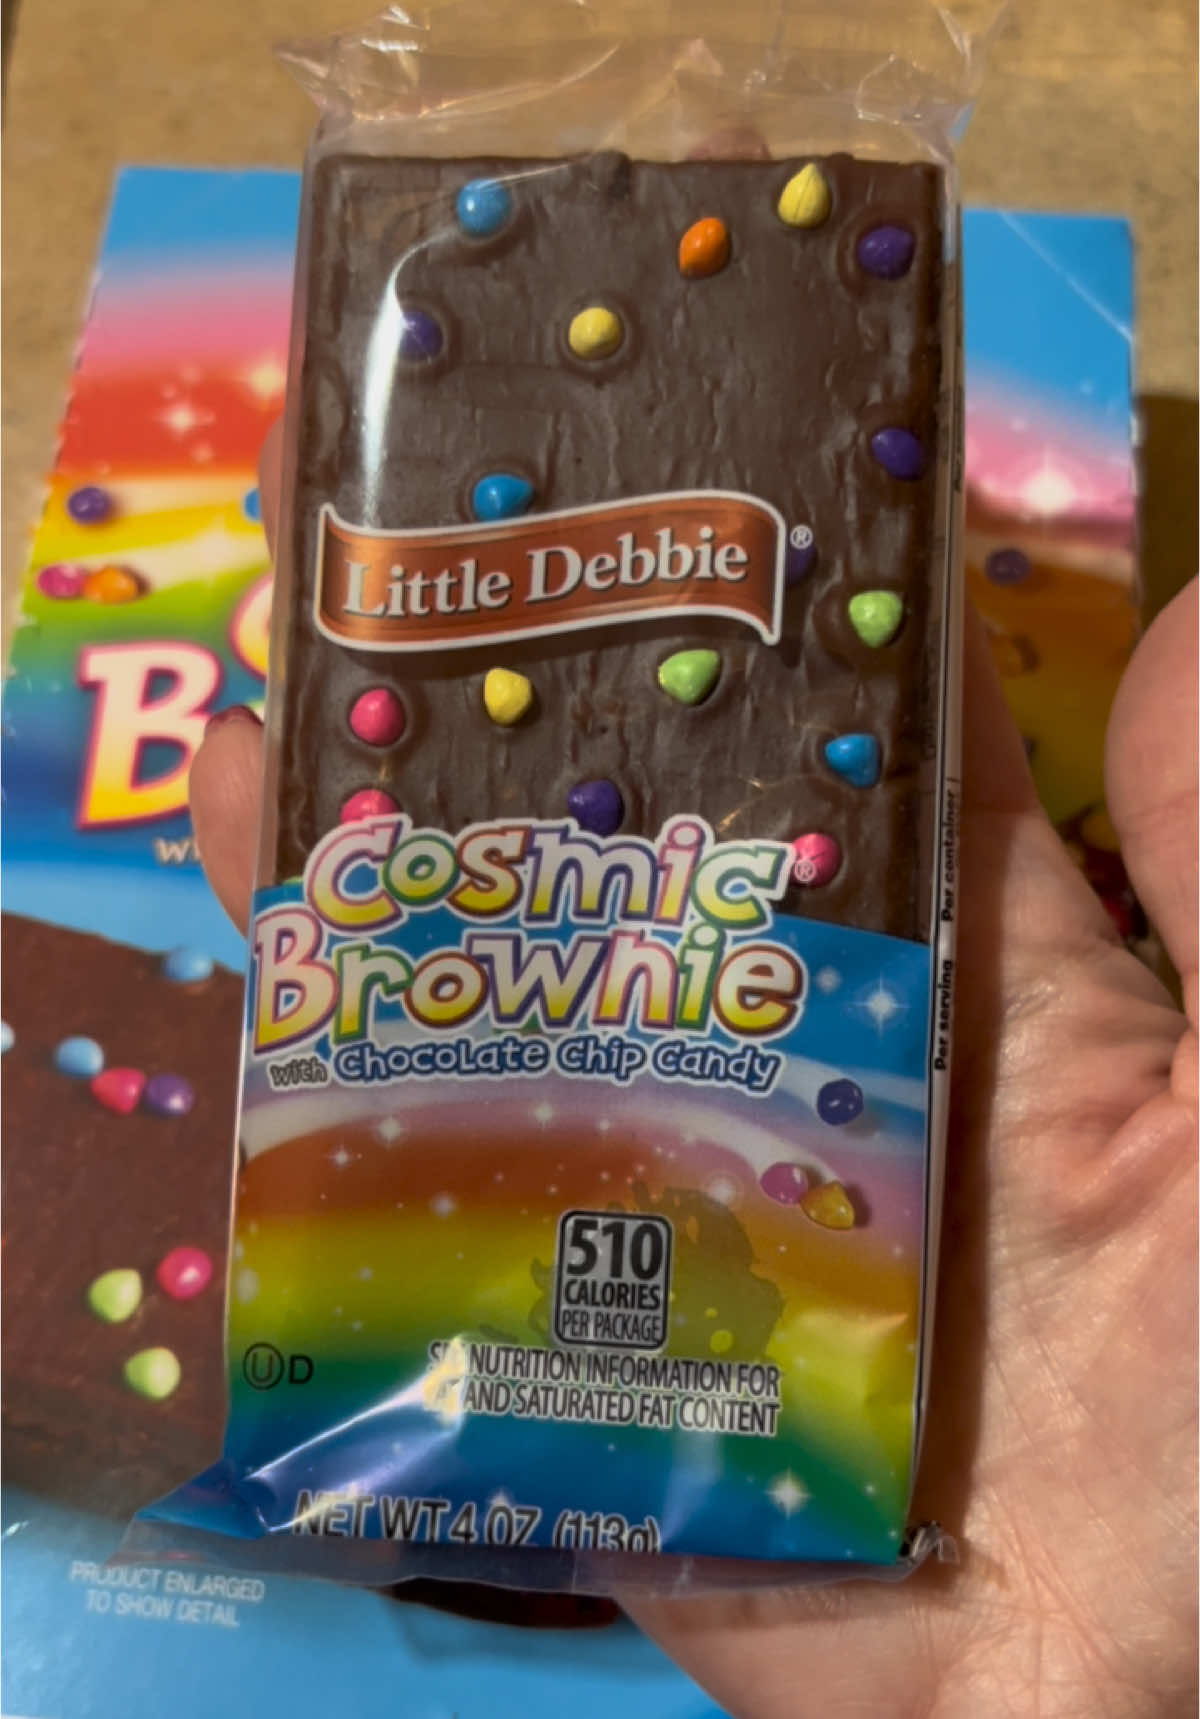 Little Debbie®
Cosmic®
Brownie
with Chocolate Chip Candy
510
CALORIES
PER PACKAGE
NUTRITION INFORMATION FOR
AND SATURATED FAT CONTENT
U D
NET WT 4 OZ (113g)
Per serving Per container
B
PRODUCT ENLARGED
TO SHOW DETAIL